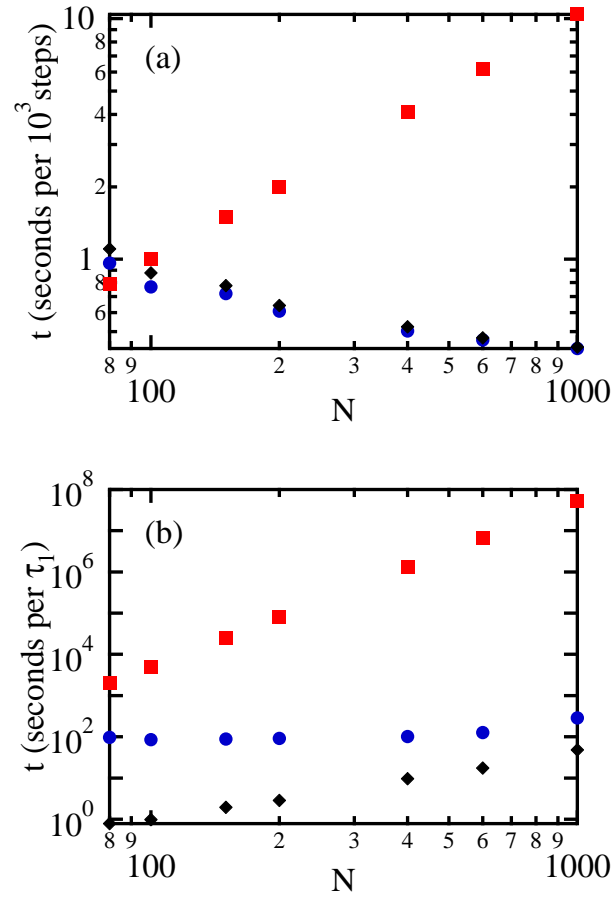 (a)
t (seconds per 10³ steps)
10
8
6
4
2
1
8
6
8 9 100 2 3 4 5 6 7 8 9 1000
N
(b)
t (seconds per τ₁)
10⁸
10⁶
10⁴
10²
10⁰
8 9 100 2 3 4 5 6 7 8 9 1000
N